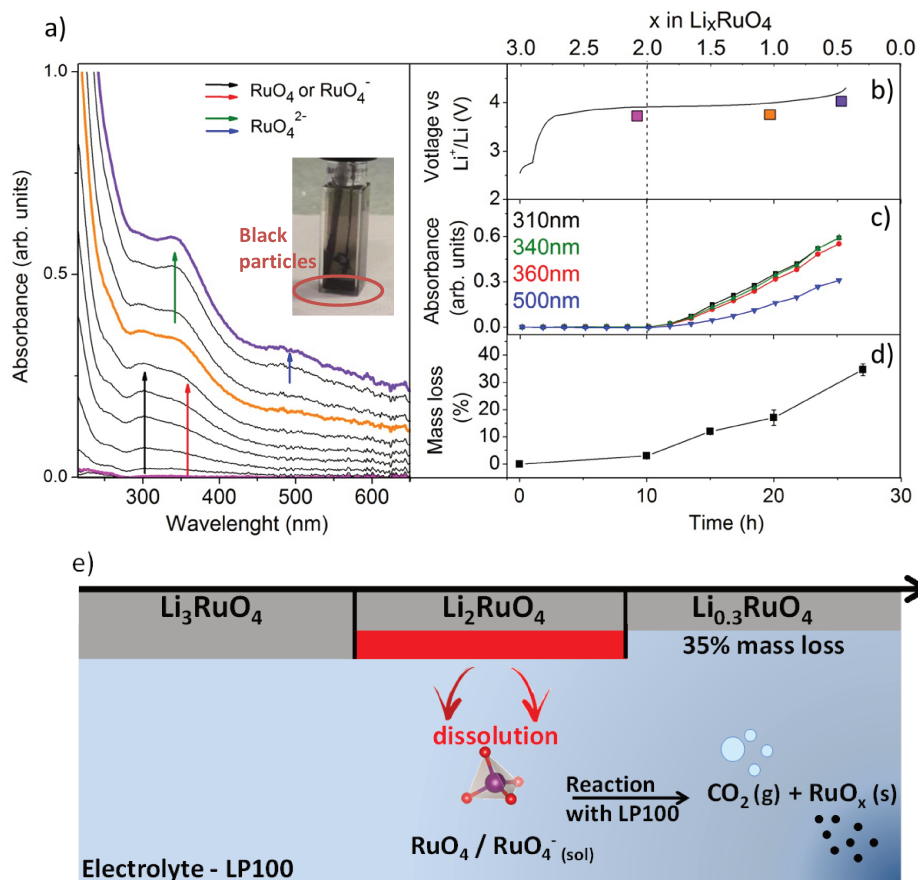 a)
Absorbance (arb. units)
1.0
0.5
0.0
RuO₄ or RuO₄⁻
RuO₄²⁻
Black
particles
300 400 500 600
Wavelenght (nm)
x in LiₓRuO₄
3.0 2.5 2.0 1.5 1.0 0.5 0.0
b)
Votlage vs
Li⁺/Li (V)
4
3
2
c)
Absorbance
(arb. units)
0.6
0.3
0.0
310nm
340nm
360nm
500nm
d)
Mass loss
(%)
40
30
20
10
0
0 10 20 30
Time (h)
e)
Li₃RuO₄ Li₂RuO₄ Li₀.₃RuO₄
35% mass loss
dissolution
Reaction
with LP100
CO₂ (g) + RuOₓ (s)
RuO₄ / RuO₄⁻ (sol)
Electrolyte - LP100